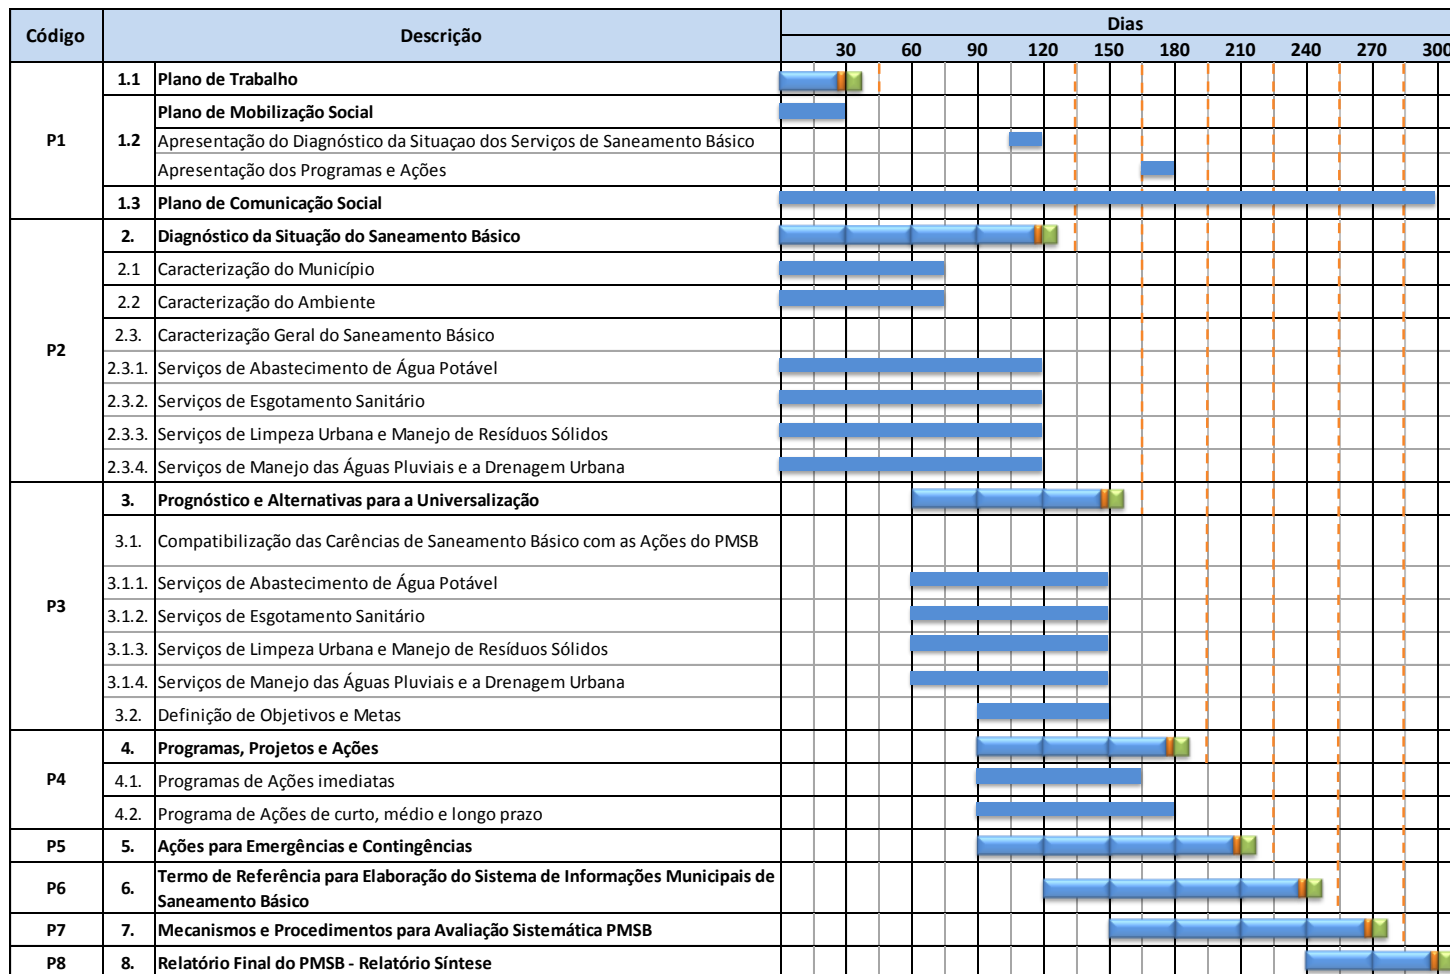 Código
Descrição
Dias
30 60 90 120 150 180 210 240 270 300
P1
1.1 Plano de Trabalho
1.2
Plano de Mobilização Social
Apresentação do Diagnóstico da Situaçao dos Serviços de Saneamento Básico
Apresentação dos Programas e Ações
1.3 Plano de Comunicação Social
P2
2. Diagnóstico da Situação do Saneamento Básico
2.1 Caracterização do Município
2.2 Caracterização do Ambiente
2.3. Caracterização Geral do Saneamento Básico
2.3.1. Serviços de Abastecimento de Água Potável
2.3.2. Serviços de Esgotamento Sanitário
2.3.3. Serviços de Limpeza Urbana e Manejo de Resíduos Sólidos
2.3.4. Serviços de Manejo das Águas Pluviais e a Drenagem Urbana
P3
3. Prognóstico e Alternativas para a Universalização
3.1. Compatibilização das Carências de Saneamento Básico com as Ações do PMSB
3.1.1. Serviços de Abastecimento de Água Potável
3.1.2. Serviços de Esgotamento Sanitário
3.1.3. Serviços de Limpeza Urbana e Manejo de Resíduos Sólidos
3.1.4. Serviços de Manejo das Águas Pluviais e a Drenagem Urbana
3.2. Definição de Objetivos e Metas
P4
4. Programas, Projetos e Ações
4.1. Programas de Ações imediatas
4.2. Programa de Ações de curto, médio e longo prazo
P5 5. Ações para Emergências e Contingências
P6 6. Termo de Referência para Elaboração do Sistema de Informações Municipais de
Saneamento Básico
P7 7. Mecanismos e Procedimentos para Avaliação Sistemática PMSB
P8 8. Relatório Final do PMSB - Relatório Síntese